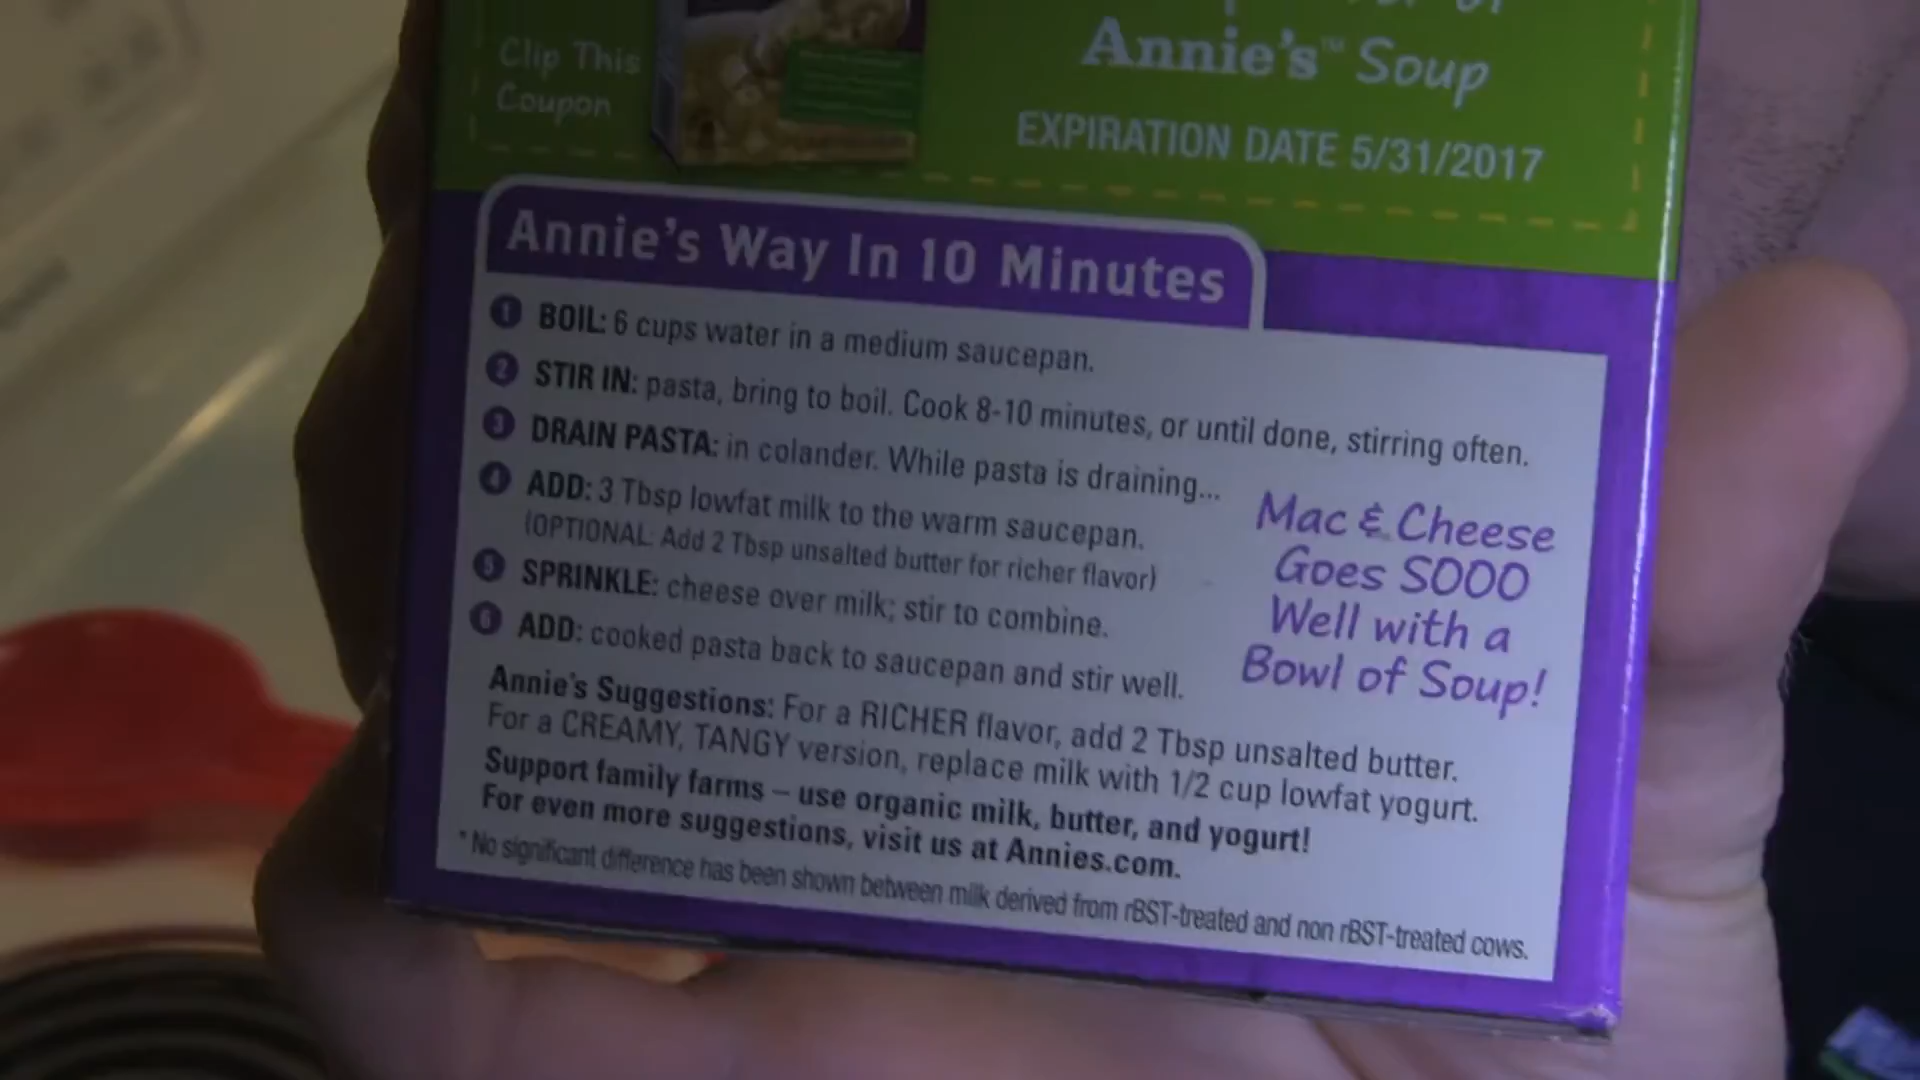 Clip This
Coupon
Annie's™ Soup
EXPIRATION DATE 5/31/2017
Annie's Way In 10 Minutes
1 BOIL: 6 cups water in a medium saucepan.
2 STIR IN: pasta, bring to boil. Cook 8-10 minutes, or until done, stirring often.
3 DRAIN PASTA: in colander. While pasta is draining...
4 ADD: 3 Tbsp lowfat milk to the warm saucepan.
(OPTIONAL: Add 2 Tbsp unsalted butter for richer flavor)
5 SPRINKLE: cheese over milk; stir to combine.
6 ADD: cooked pasta back to saucepan and stir well.
Mac & Cheese
Goes SOOO
Well with a
Bowl of Soup!
Annie's Suggestions: For a RICHER flavor, add 2 Tbsp unsalted butter.
For a CREAMY, TANGY version, replace milk with 1/2 cup lowfat yogurt.
Support family farms – use organic milk, butter, and yogurt!
For even more suggestions, visit us at Annies.com.
* No significant difference has been shown between milk derived from rBST-treated and non rBST-treated cows.